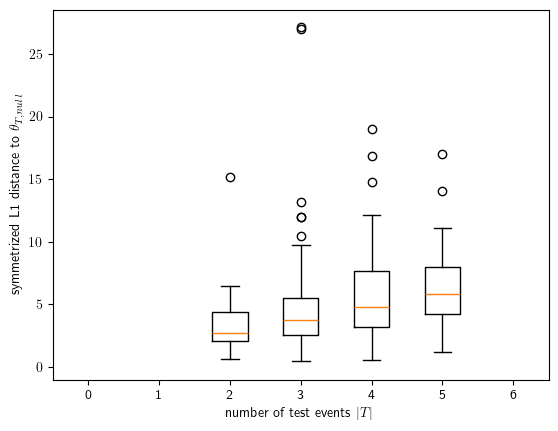 symmetrized L1 distance to θ_{T,null}
25
20
15
10
5
0
0 1 2 3 4 5 6
number of test events |T|